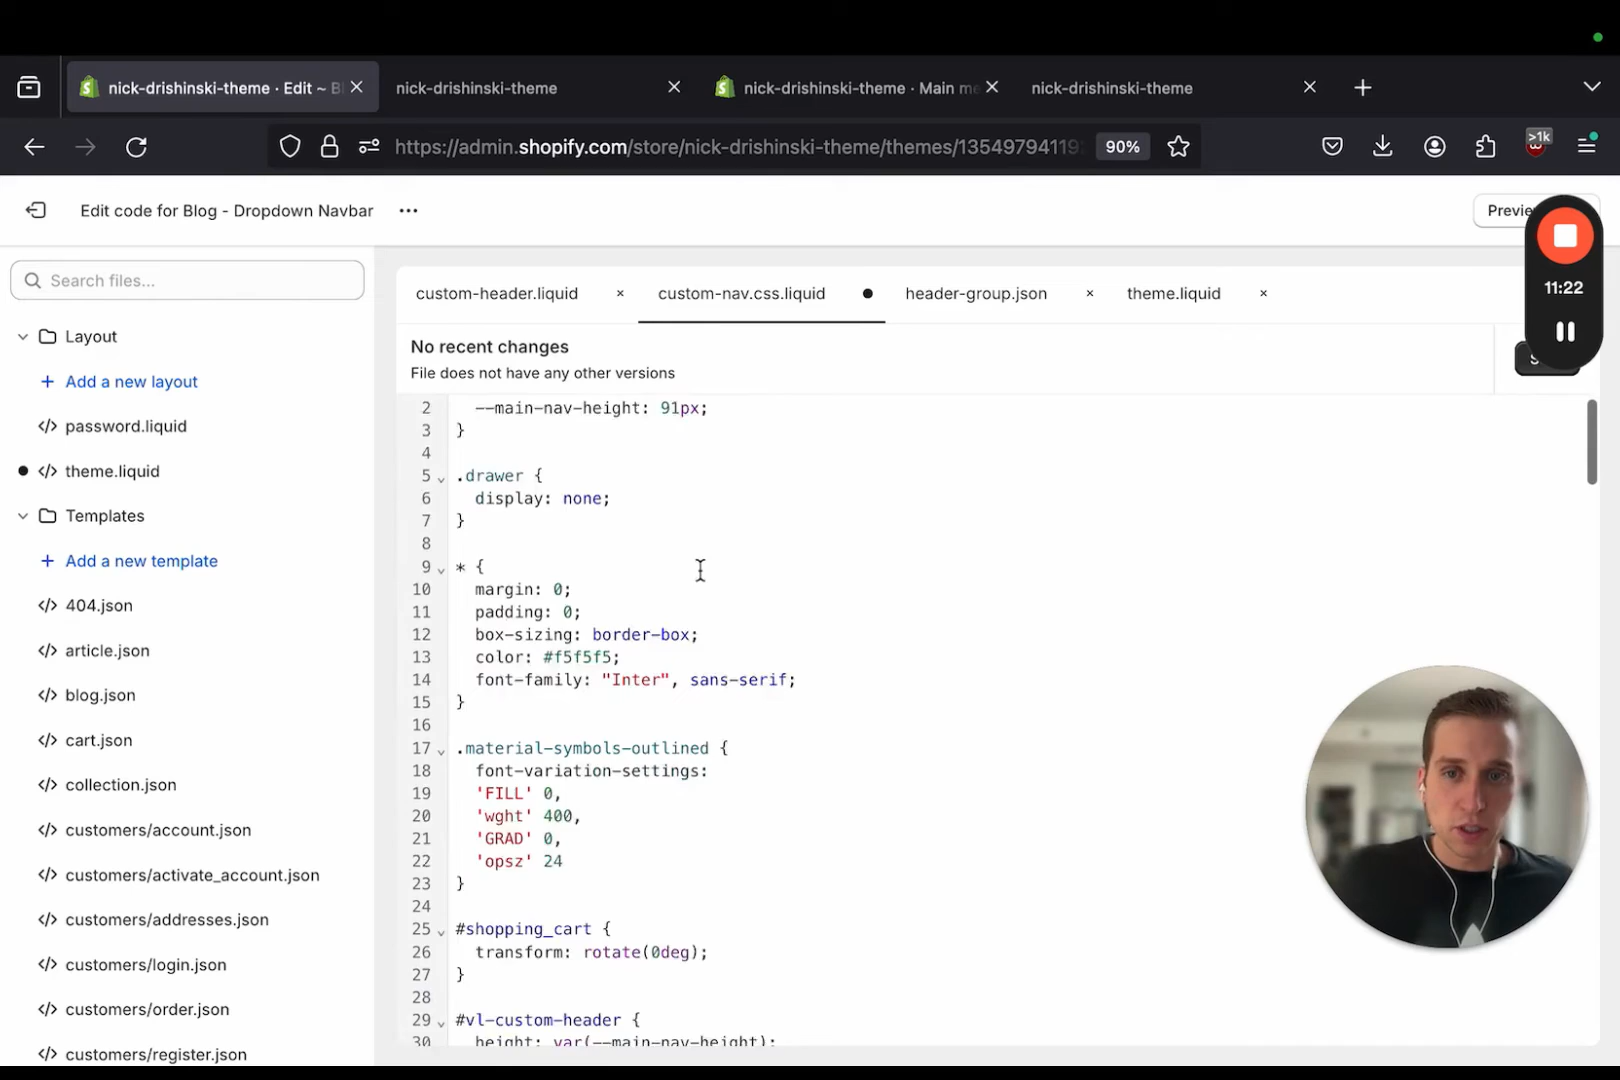 nick-drishinski-theme · Edit ~ B
nick-drishinski-theme
nick-drishinski-theme · Main me
nick-drishinski-theme
https://admin.shopify.com/store/nick-drishinski-theme/themes/13549794119
90%
>1k
Edit code for Blog - Dropdown Navbar
Previe
11:22
Search files...
custom-header.liquid
custom-nav.css.liquid
header-group.json
theme.liquid
No recent changes
File does not have any other versions
Layout
Add a new layout
password.liquid
theme.liquid
Templates
Add a new template
404.json
article.json
blog.json
cart.json
collection.json
customers/account.json
customers/activate_account.json
customers/addresses.json
customers/login.json
customers/order.json
customers/register.json
2 --main-nav-height: 91px;
3 }
4
5 .drawer {
6 display: none;
7 }
8
9 * {
10 margin: 0;
11 padding: 0;
12 box-sizing: border-box;
13 color: #f5f5f5;
14 font-family: "Inter", sans-serif;
15 }
16
17 .material-symbols-outlined {
18 font-variation-settings:
19 'FILL' 0,
20 'wght' 400,
21 'GRAD' 0,
22 'opsz' 24
23 }
24
25 #shopping_cart {
26 transform: rotate(0deg);
27 }
28
29 #vl-custom-header {
30 height: var(--main-nav-height);